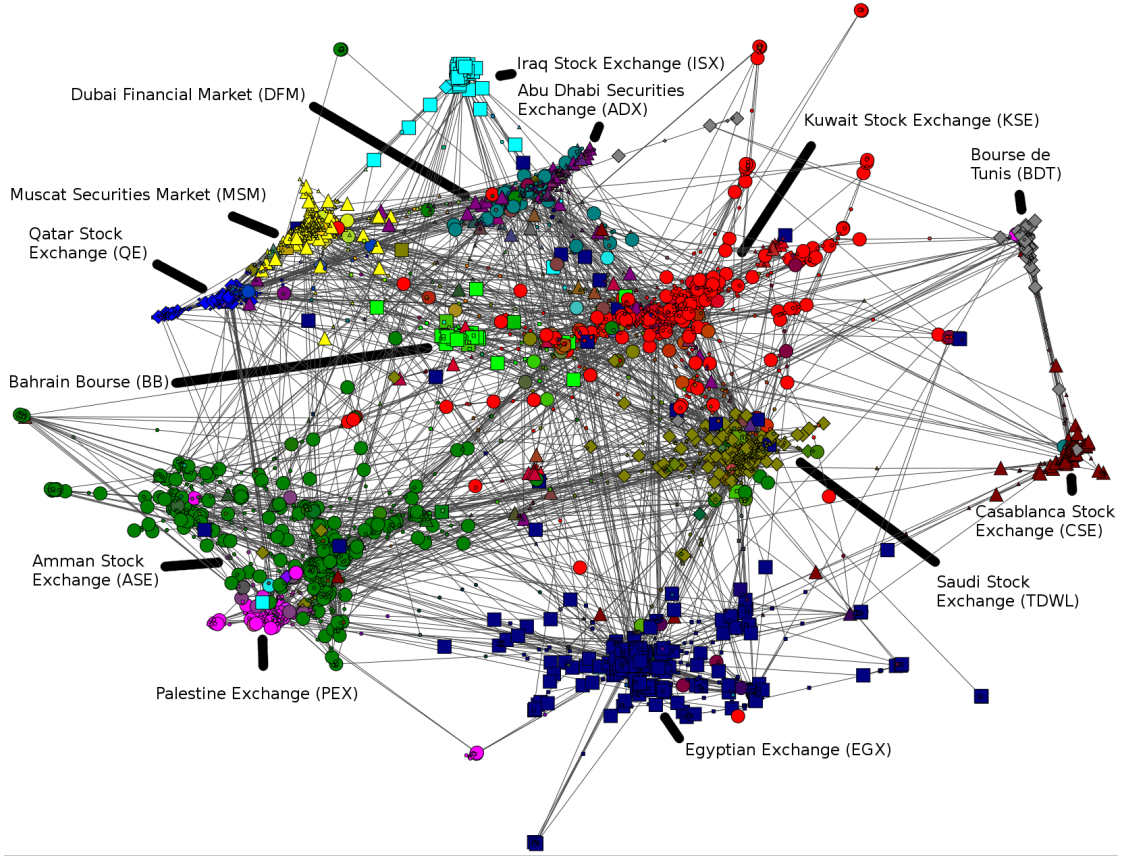 Iraq Stock Exchange (ISX)
Dubai Financial Market (DFM)
Abu Dhabi Securities
Exchange (ADX)
Kuwait Stock Exchange (KSE)
Bourse de
Tunis (BDT)
Muscat Securities Market (MSM)
Qatar Stock
Exchange (QE)
Bahrain Bourse (BB)
Casablanca Stock
Exchange (CSE)
Amman Stock
Exchange (ASE)
Saudi Stock
Exchange (TDWL)
Palestine Exchange (PEX)
Egyptian Exchange (EGX)